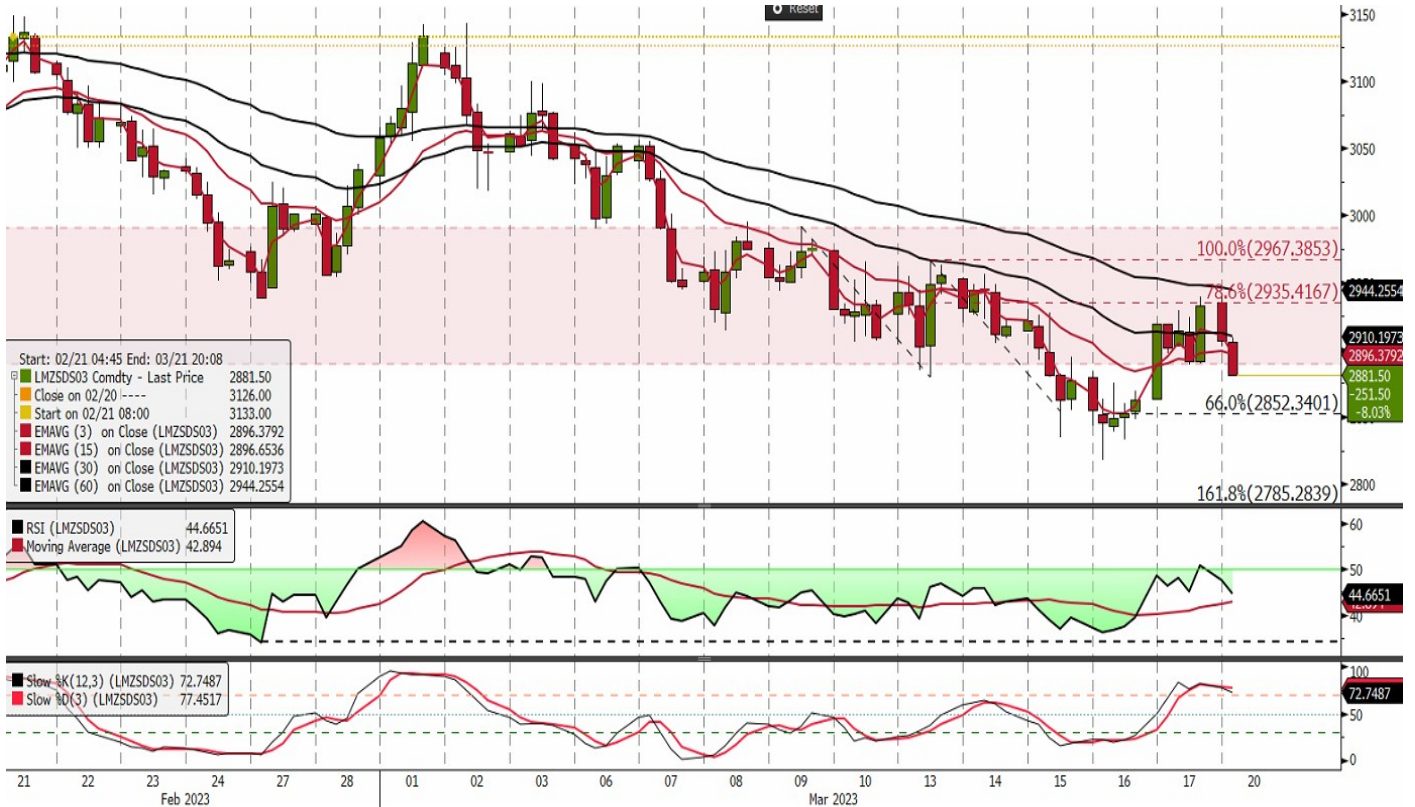 Reset
3150
3100
3050
3000
2800
100.0%(2967.3853)
78.6%(2935.4167)
66.0%(2852.3401)
161.8%(2785.2839)
2944.2554
2910.1973
2896.3792
2881.50
-251.50
-8.03%
Start: 02/21 04:45 End: 03/21 20:08
LMZSDS03 Comdty - Last Price 2881.50
Close on 02/20 ---- 3126.00
Start on 02/21 08:00 3133.00
EMAVG (3) on Close (LMZSDS03) 2896.3792
EMAVG (15) on Close (LMZSDS03) 2896.6536
EMAVG (30) on Close (LMZSDS03) 2910.1973
EMAVG (60) on Close (LMZSDS03) 2944.2554
RSI (LMZSDS03) 44.6651
Moving Average (LMZSDS03) 42.894
60
50
44.6651
40
Slow %K(12,3) (LMZSDS03) 72.7487
Slow %D(3) (LMZSDS03) 77.4517
100
72.7487
50
0
21 22 23 24 27 28 01 02 03 06 07 08 09 10 13 14 15 16 17 20
Feb 2023 Mar 2023